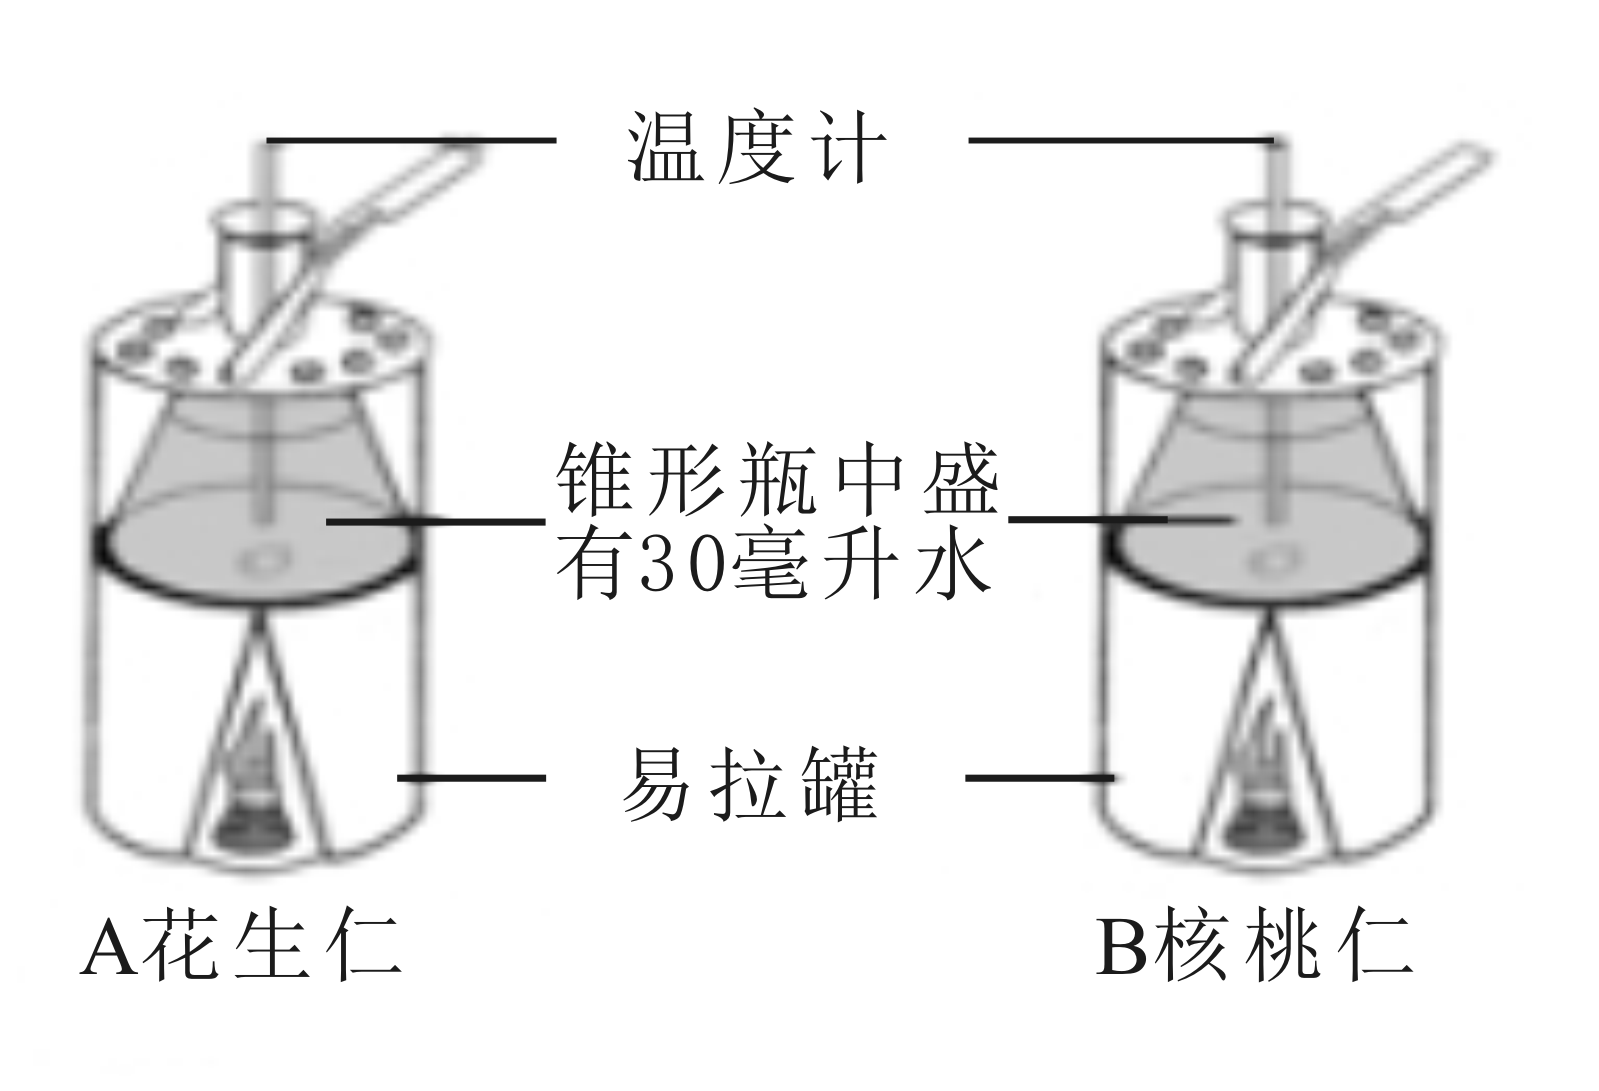 温度计
锥形瓶中盛
有30毫升水
易拉罐
A花生仁
B核桃仁